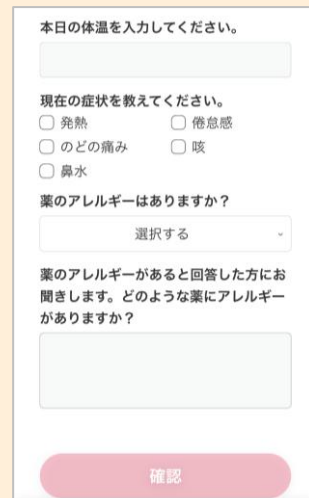 本日の体温を入力してください。
現在の症状を教えてください。
発熱 倦怠感
のどの痛み 咳
鼻水
薬のアレルギーはありますか？
選択する
薬のアレルギーがあると回答した方にお
聞きします。どのような薬にアレルギー
がありますか？
確認